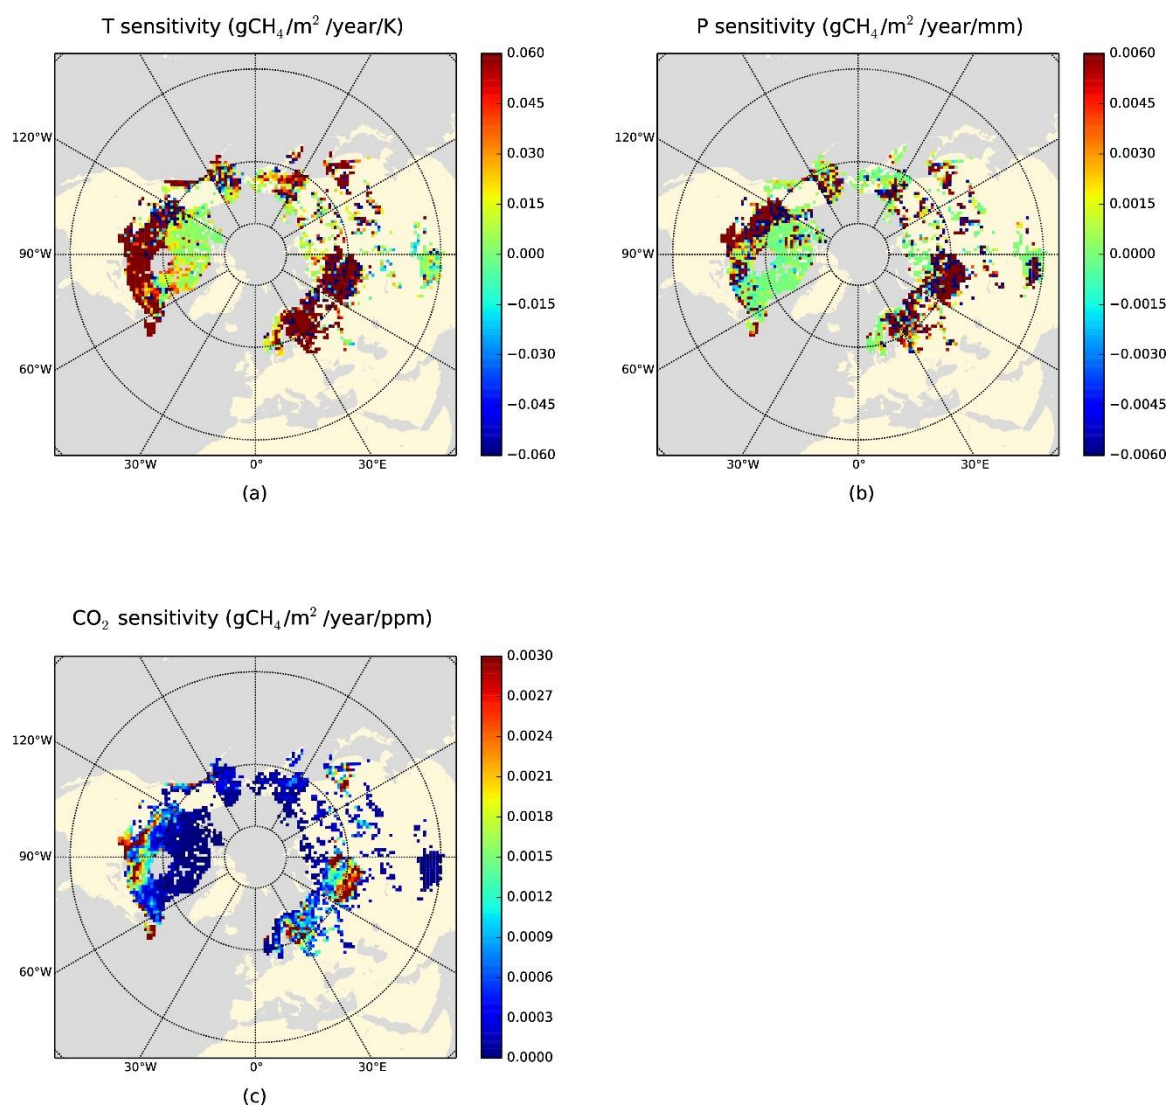 T sensitivity (gCH₄/m² /year/K)
0.060
0.045
0.030
0.015
0.000
−0.015
−0.030
−0.045
−0.060
120°W
90°W
60°W
30°W
0°
30°E
(a)
P sensitivity (gCH₄/m² /year/mm)
0.0060
0.0045
0.0030
0.0015
0.0000
−0.0015
−0.0030
−0.0045
−0.0060
120°W
90°W
60°W
30°W
0°
30°E
(b)
CO₂ sensitivity (gCH₄/m² /year/ppm)
0.0030
0.0027
0.0024
0.0021
0.0018
0.0015
0.0012
0.0009
0.0006
0.0003
0.0000
120°W
90°W
60°W
30°W
0°
30°E
(c)